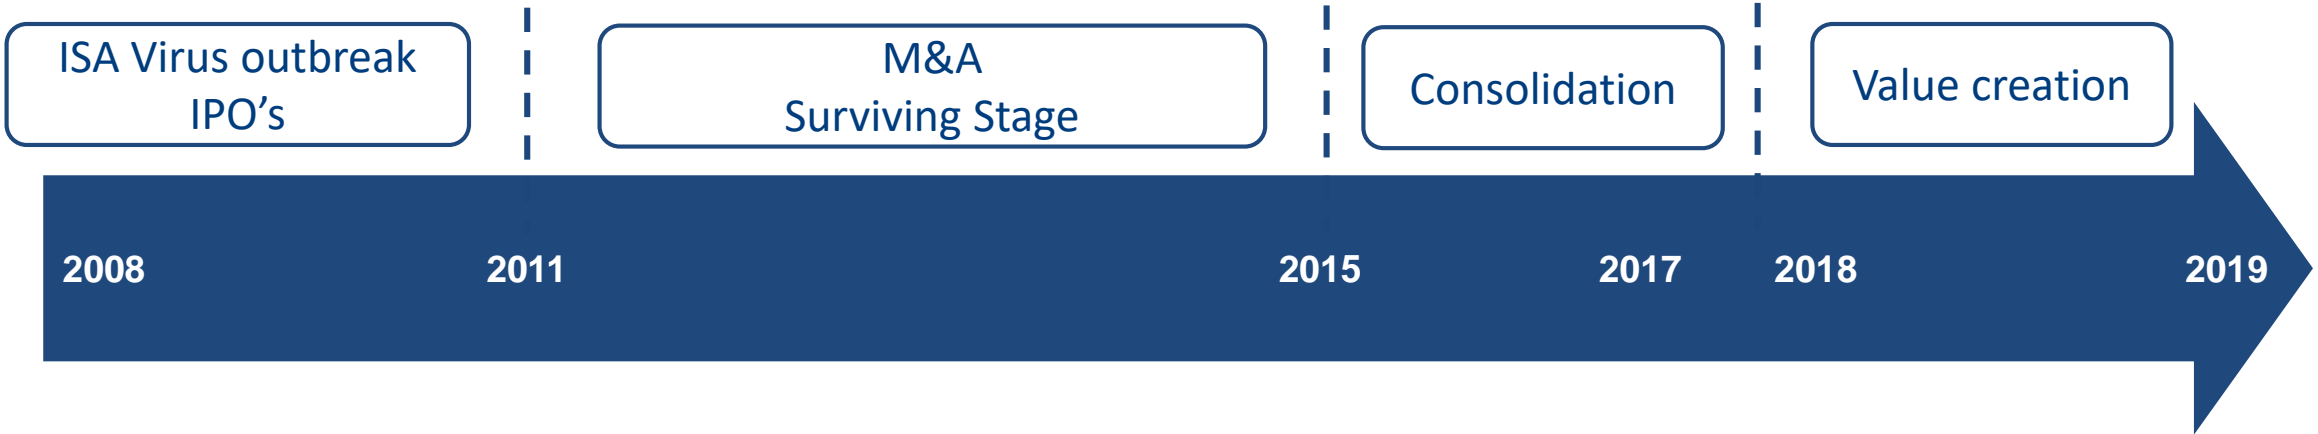 ISA Virus outbreak
IPO’s
M&A
Surviving Stage
Consolidation
Value creation
2008
2011
2015
2017
2018
2019